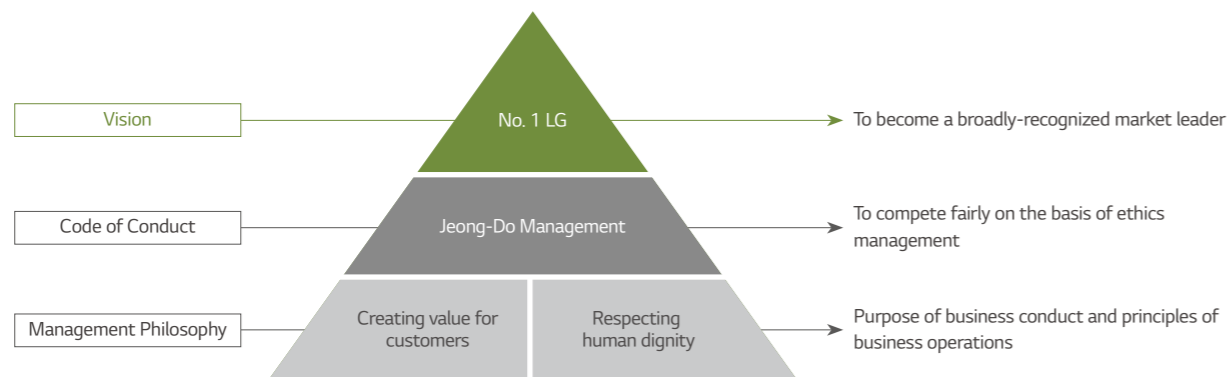 Vision
No. 1 LG
To become a broadly-recognized market leader
Code of Conduct
Jeong-Do Management
To compete fairly on the basis of ethics
management
Management Philosophy
Creating value for
customers
Respecting
human dignity
Purpose of business conduct and principles of
business operations